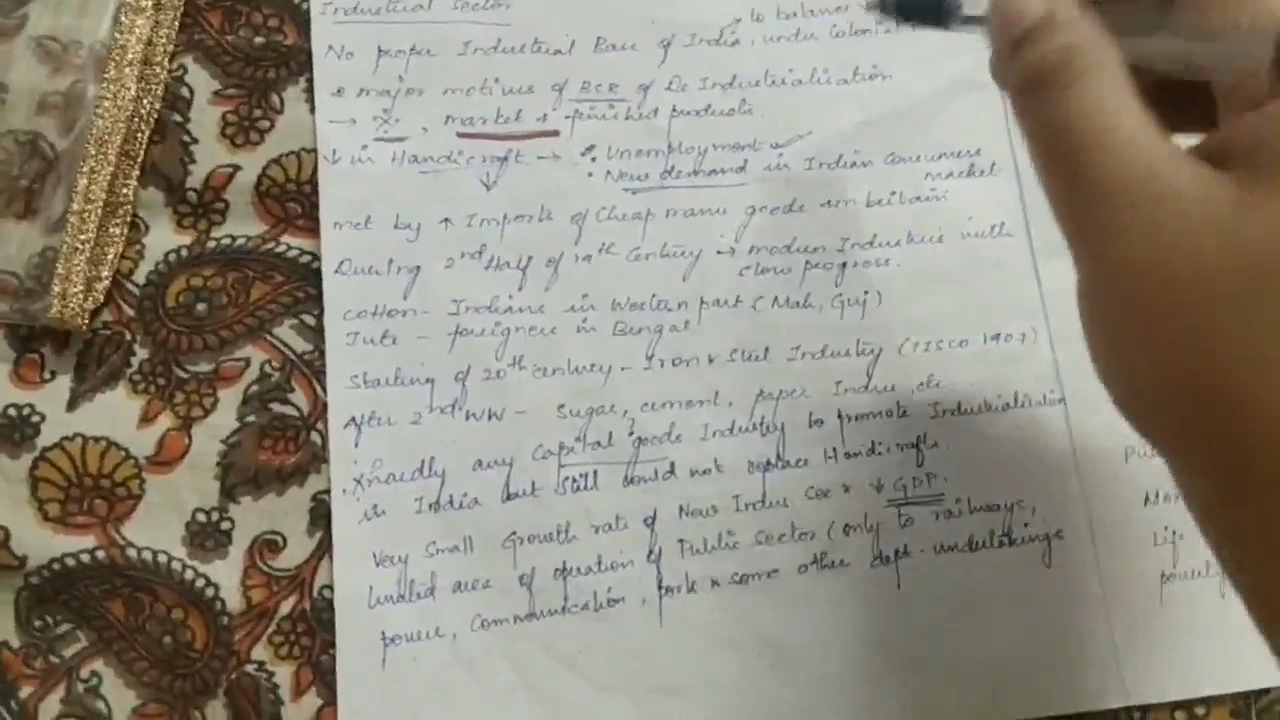 Industrial Sector
to balance
No proper Industrial Base of India, under Colonial
2 major motives of BCR of De Industrialisation
→ X, market + finished products.
↓ in Handicraft → • Unemployment
• New demand in Indian Consumers market
met by ↑ Imports of Cheap manu goods in britain
During 2nd Half of 19th Century → modern Industries with
slow progress.
Cotton - Indians in Western part (Mah, Guj)
Jute - foreigners in Bengal
Starting of 20th century - Iron & Steel Industry (TISCO 1907)
After 2nd WW - Sugar, cement, paper Indus, etc
hardly any Capital goods Industry to promote Industrialisation
in India but still could not replace Handicrafts.
Very Small Growth rate of New Indus Sec & ↓ GDP.
limited area of operation of Public Sector (only to railways,
power, Communication, ports & some other dept. undertakings
Life